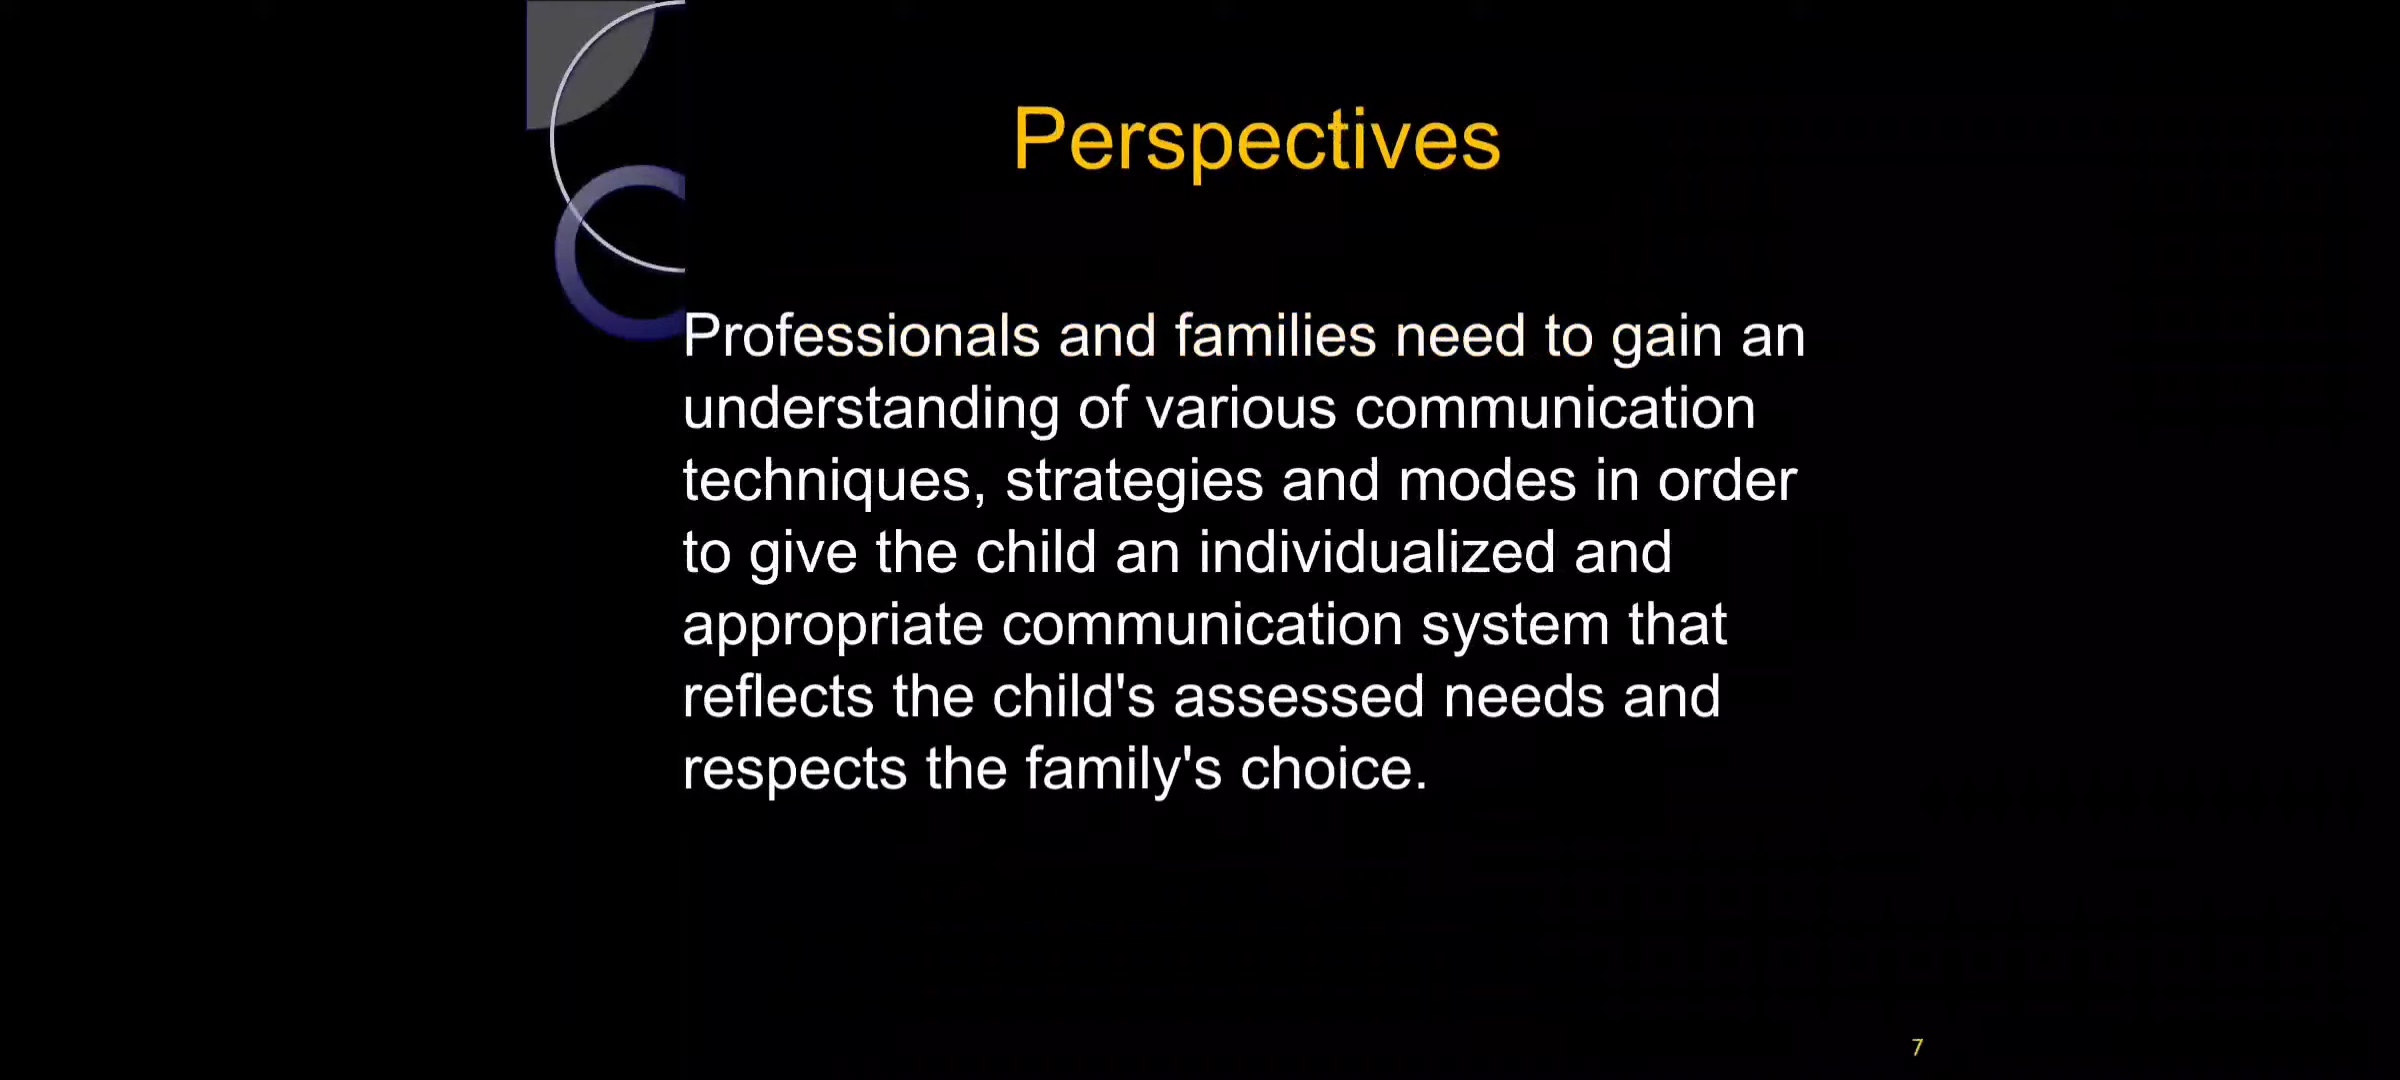 Perspectives
Professionals and families need to gain an
understanding of various communication
techniques, strategies and modes in order
to give the child an individualized and
appropriate communication system that
reflects the child's assessed needs and
respects the family's choice.
7